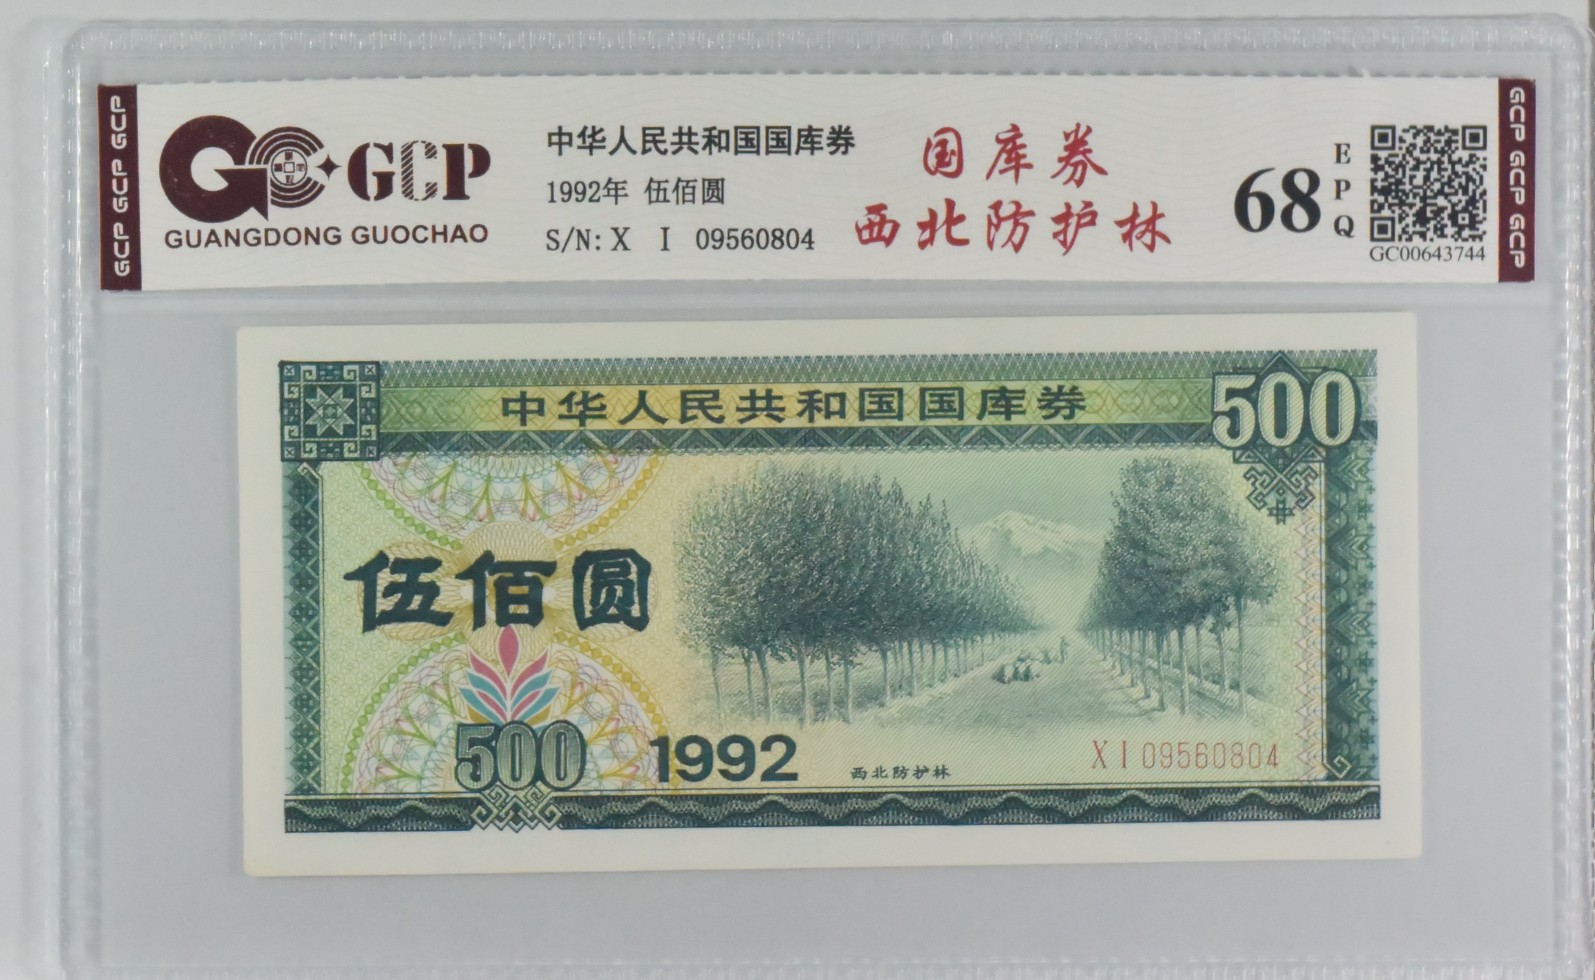 GCP GCP GCP
GCP
GUANGDONG GUOCHAO
中华人民共和国国库券
1992年 伍佰圆
S/N: X I 09560804
国库券
西北防护林
68
EPQ
GC00643744
GCP GCP GCP
中华人民共和国国库券
500
伍佰圆
500
1992
西北防护林
X I 09560804